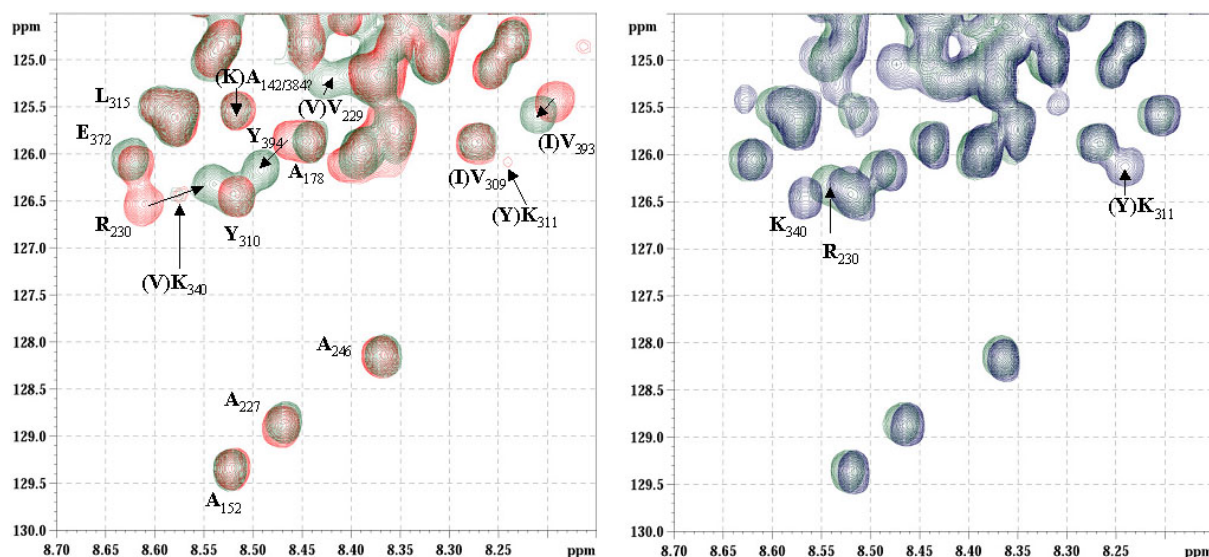 ppm
125.0
125.5
126.0
126.5
127.0
127.5
128.0
128.5
129.0
129.5
130.0
8.70 8.60 8.55 8.50 8.45 8.40 8.35 8.30 8.25 ppm
(K)A142/384?
L315
(V)V229
E372
Y394
(I)V393
A178
(I)V309
R230
Y310
(Y)K311
(V)K340
A246
A227
A152
ppm
125.0
125.5
126.0
126.5
127.0
127.5
128.0
128.5
129.0
129.5
130.0
8.70 8.60 8.55 8.50 8.45 8.40 8.35 8.30 8.25 ppm
K340
(Y)K311
R230